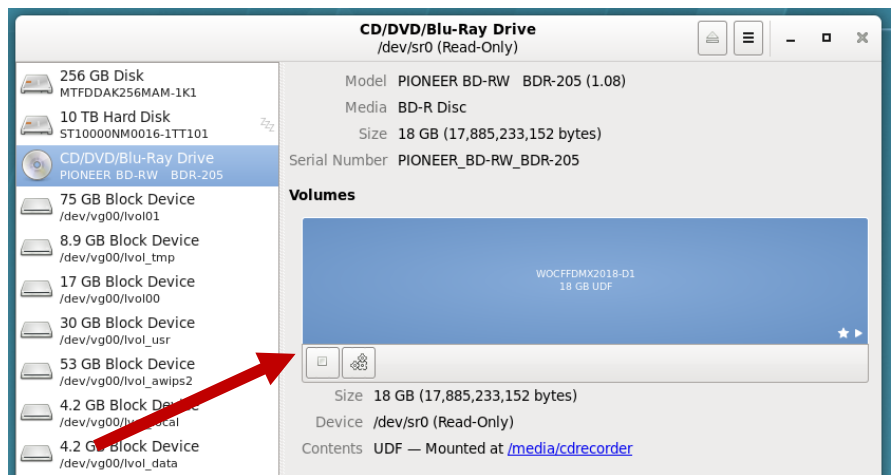 CD/DVD/Blu-Ray Drive
/dev/sr0 (Read-Only)
256 GB Disk
MTFDDAK256MAM-1K1
10 TB Hard Disk
ST10000NM0016-1TT101
zzz
CD/DVD/Blu-Ray Drive
PIONEER BD-RW BDR-205
75 GB Block Device
/dev/vg00/lvol01
8.9 GB Block Device
/dev/vg00/lvol_tmp
17 GB Block Device
/dev/vg00/lvol00
30 GB Block Device
/dev/vg00/lvol_usr
53 GB Block Device
/dev/vg00/lvol_awips2
4.2 GB Block Device
4.2 GB Block Device
/dev/vg00/lvol_data
Model PIONEER BD-RW BDR-205 (1.08)
Media BD-R Disc
Size 18 GB (17,885,233,152 bytes)
Serial Number PIONEER_BD-RW_BDR-205
Volumes
WOCFFDMX2018-D1
18 GB UDF
Size 18 GB (17,885,233,152 bytes)
Device /dev/sr0 (Read-Only)
Contents UDF — Mounted at /media/cdrecorder